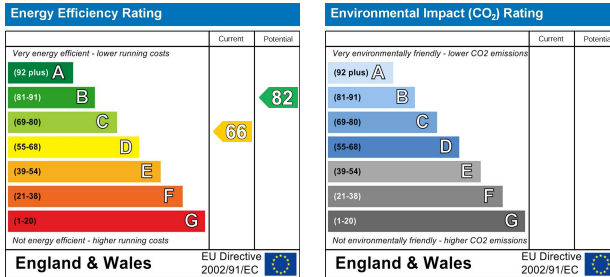 Energy Efficiency Rating
Current Potential
Very energy efficient - lower running costs
(92 plus) A
(81-91) B
82
(69-80) C
66
(55-68) D
(39-54) E
(21-38) F
(1-20) G
Not energy efficient - higher running costs
England & Wales
EU Directive
2002/91/EC
Environmental Impact (CO2) Rating
Current Potential
Very environmentally friendly - lower CO2 emissions
(92 plus) A
(81-91) B
(69-80) C
(55-68) D
(39-54) E
(21-38) F
(1-20) G
Not environmentally friendly - higher CO2 emissions
England & Wales
EU Directive
2002/91/EC